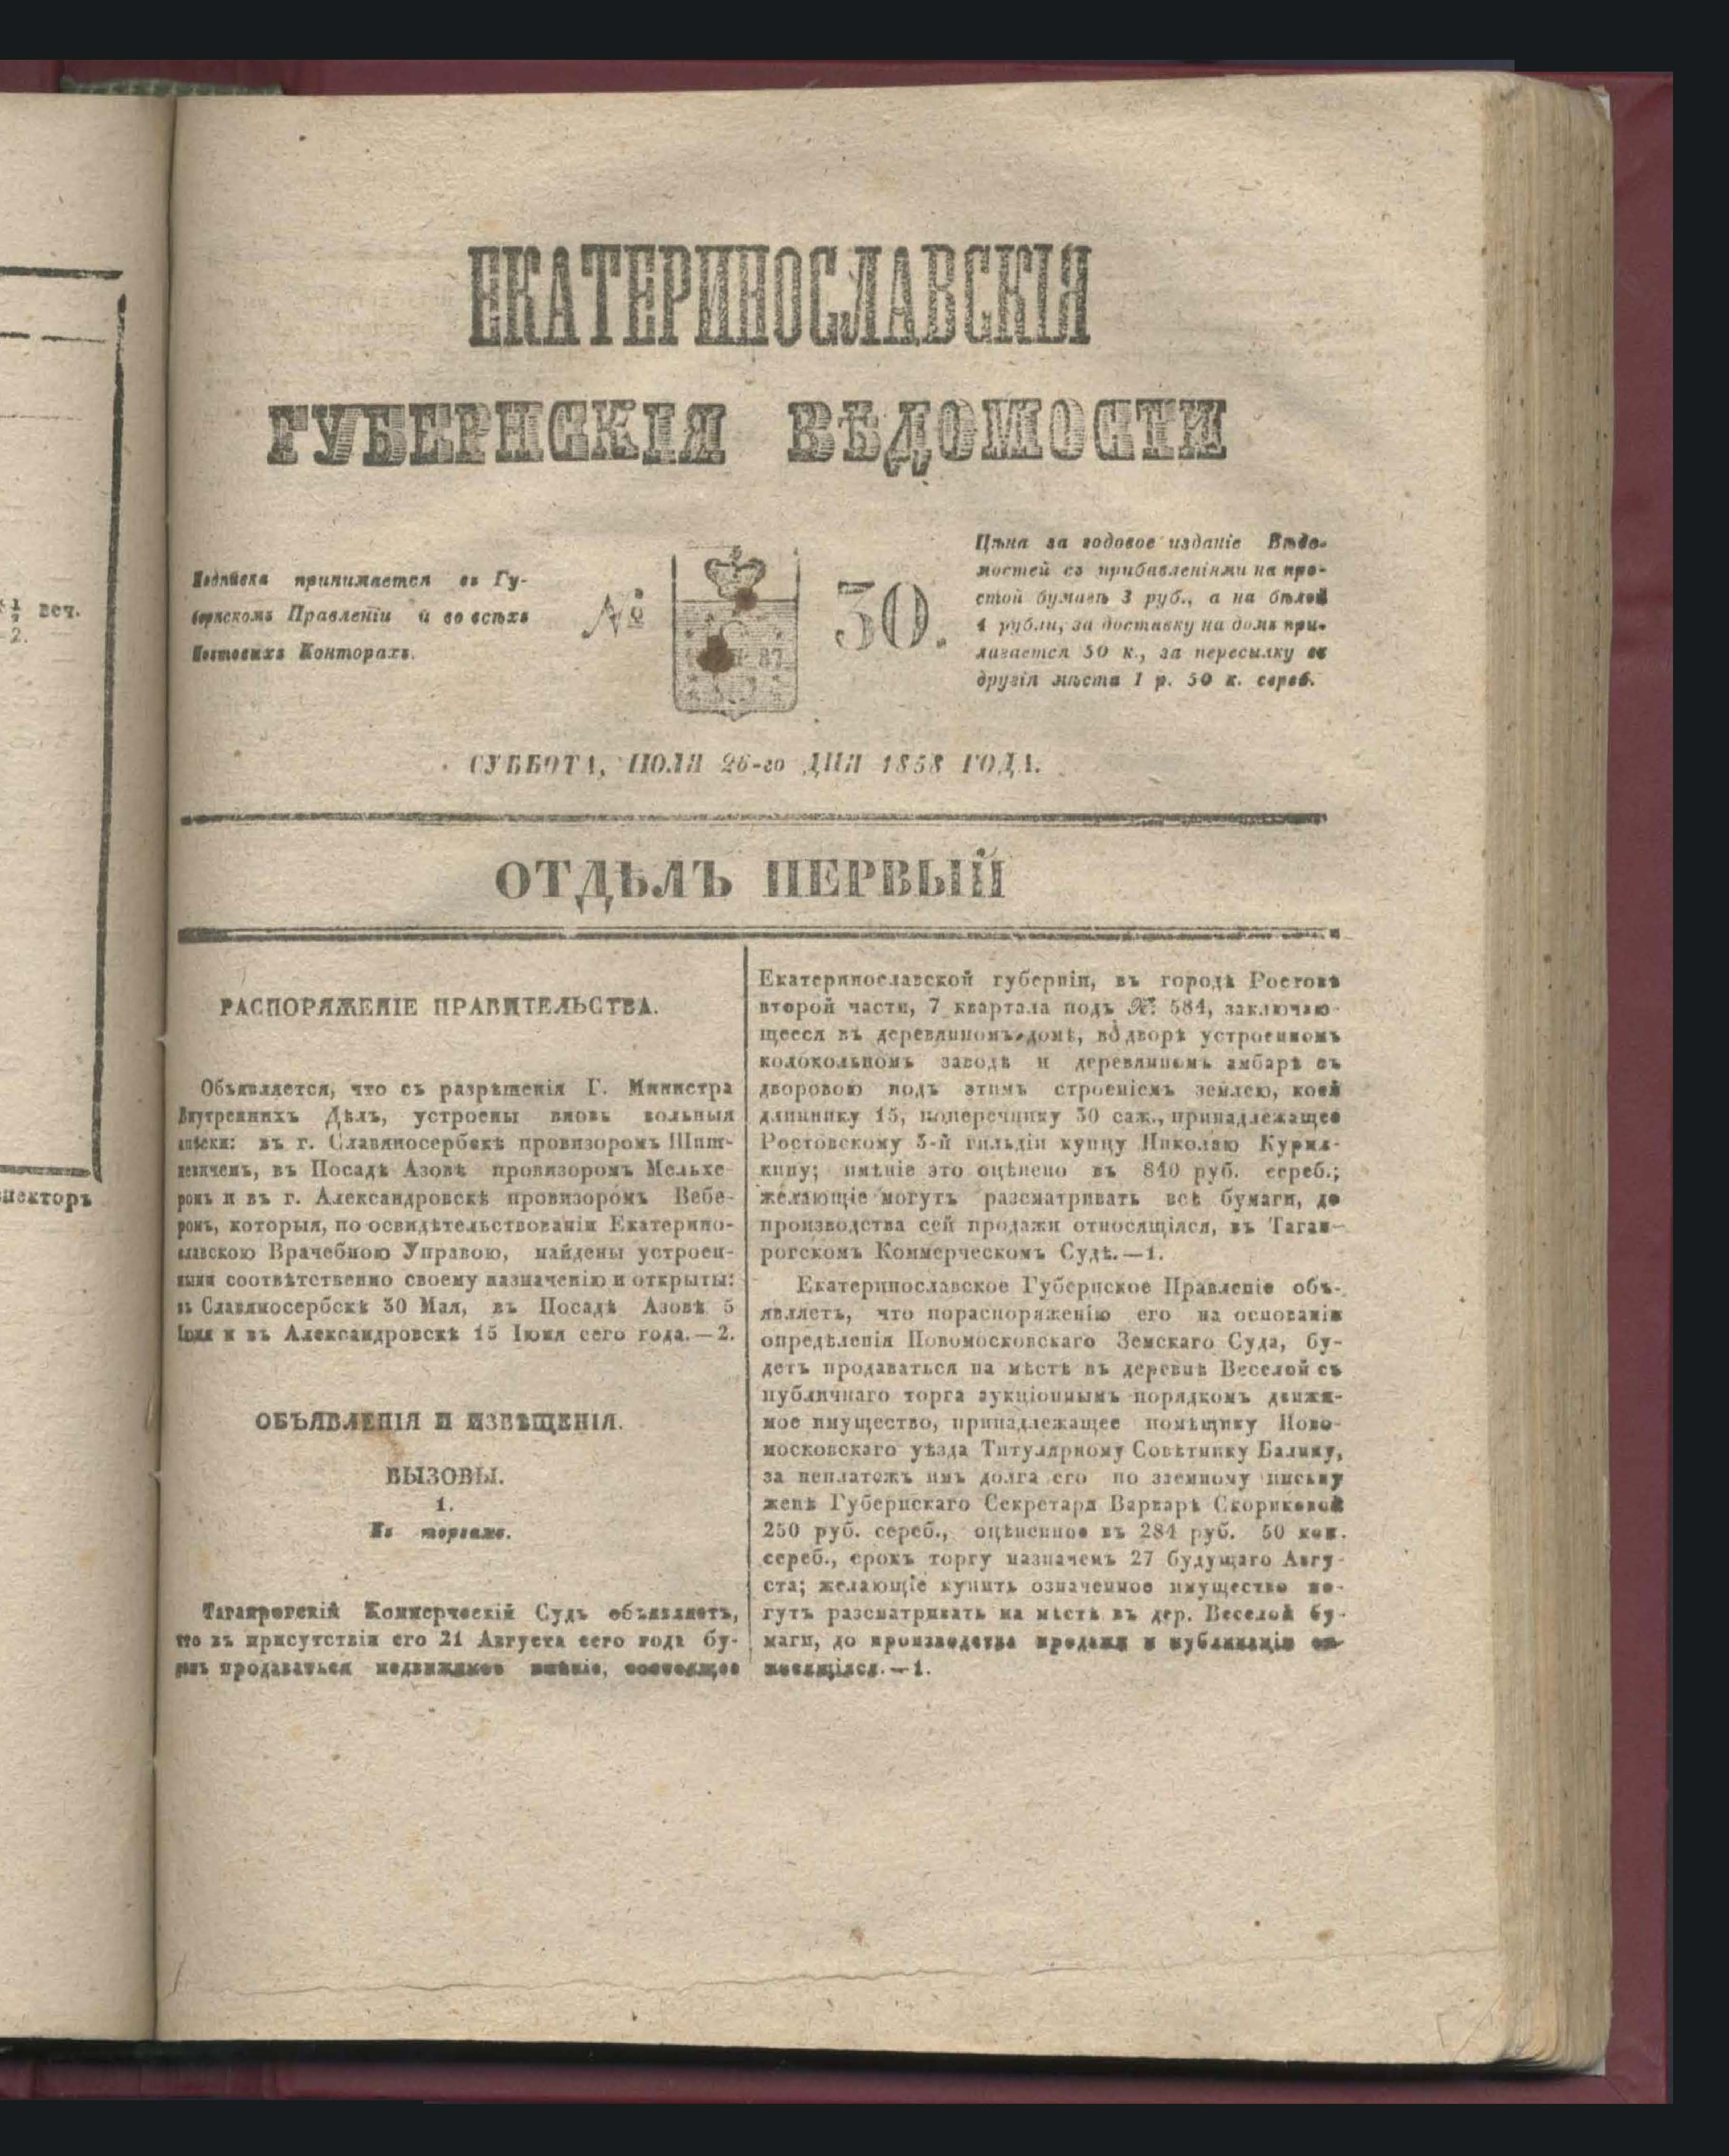 ЕКАТЕРИНОСЛАВСКІЯ
ГУБЕРНСКІЯ ВѢДОМОСТИ
Подписка принимается въ Гу-
бернскомъ Правленіи и во всѣхъ
Почтовыхъ Конторахъ.
№ 30.
Цѣна за годовое изданіе Вѣдо-
мостей съ прибавленіями на про-
стой бумагѣ 3 руб., а на бѣлой
4 рубли, за доставку на домъ при-
лагается 50 к., за пересылку въ
другія мѣста 1 р. 50 к. сереб.
СУББОТА, ІЮЛЯ 26-го ДНЯ 1858 ГОДА.
ОТДѢЛЪ ПЕРВЫЙ
РАСПОРЯЖЕНІЕ ПРАВИТЕЛЬСТВА.
Объявляется, что съ разрѣшенія Г. Министра
Внутреннихъ Дѣлъ, устроены вновь вольныя
аптеки: въ г. Славяносербскѣ провизоромъ Шит-
кевичемъ, въ Посадѣ Азовѣ провизоромъ Мельхе-
ромъ и въ г. Александровскѣ провизоромъ Вебе-
ромъ, которыя, по освидѣтельствованіи Екатерино-
славскою Врачебною Управою, найдены устроен-
ными соотвѣтственно своему назначенію и открыты:
въ Славяносербскѣ 30 Мая, въ Посадѣ Азовѣ 5
и въ Александровскѣ 15 Іюня сего года.—2.
ОБЪЯВЛЕНІЯ И ИЗВѢЩЕНІЯ.
ВЫЗОВЫ.
1.
Къ торгамъ.
Таганрогскій Коммерческій Судъ объявляетъ,
что въ присутствіи его 21 Августа сего года бу-
детъ продаваться недвижимое имѣніе, состоящее
Екатеринославской губерніи, въ городѣ Ростовѣ
второй части, 7 квартала подъ №: 584, заключаю-
щееся въ деревянномъ домѣ, во дворѣ устроенномъ
колокольномъ заводѣ и деревянномъ амбарѣ съ
дворовою подъ этимъ строеніемъ землею, коей
длиннику 15, поперечнику 30 саж., принадлежащее
Ростовскому 3-й гильдіи купцу Николаю Курил-
кину; имѣніе это оцѣнено въ 840 руб. сереб.;
желающіе могутъ разсматривать всѣ бумаги, до
производства сей продажи относящіяся, въ Таган-
рогскомъ Коммерческомъ Судѣ.—1.
Екатеринославское Губернское Правленіе объ-
являетъ, что пораспоряженію его на основаніи
опредѣленія Новомосковскаго Земскаго Суда, бу-
детъ продаваться на мѣстѣ въ деревнѣ Веселой съ
публичнаго торга аукціоннымъ порядкомъ движи-
мое имущество, принадлежащее помѣщику Ново-
московскаго уѣзда Титулярному Совѣтнику Балину,
за неплатежъ имъ долга его по заемному письму
женѣ Губернскаго Секретаря Варварѣ Скориковой
250 руб. сереб., оцѣненное въ 284 руб. 50 коп.
сереб., срокъ торгу назначенъ 27 будущаго Авгу-
ста; желающіе купить означенное имущество мо-
гутъ разсматривать на мѣстѣ въ дер. Веселой бу-
маги, до производства продажи и публикаціи от-
носящіяся.—1.